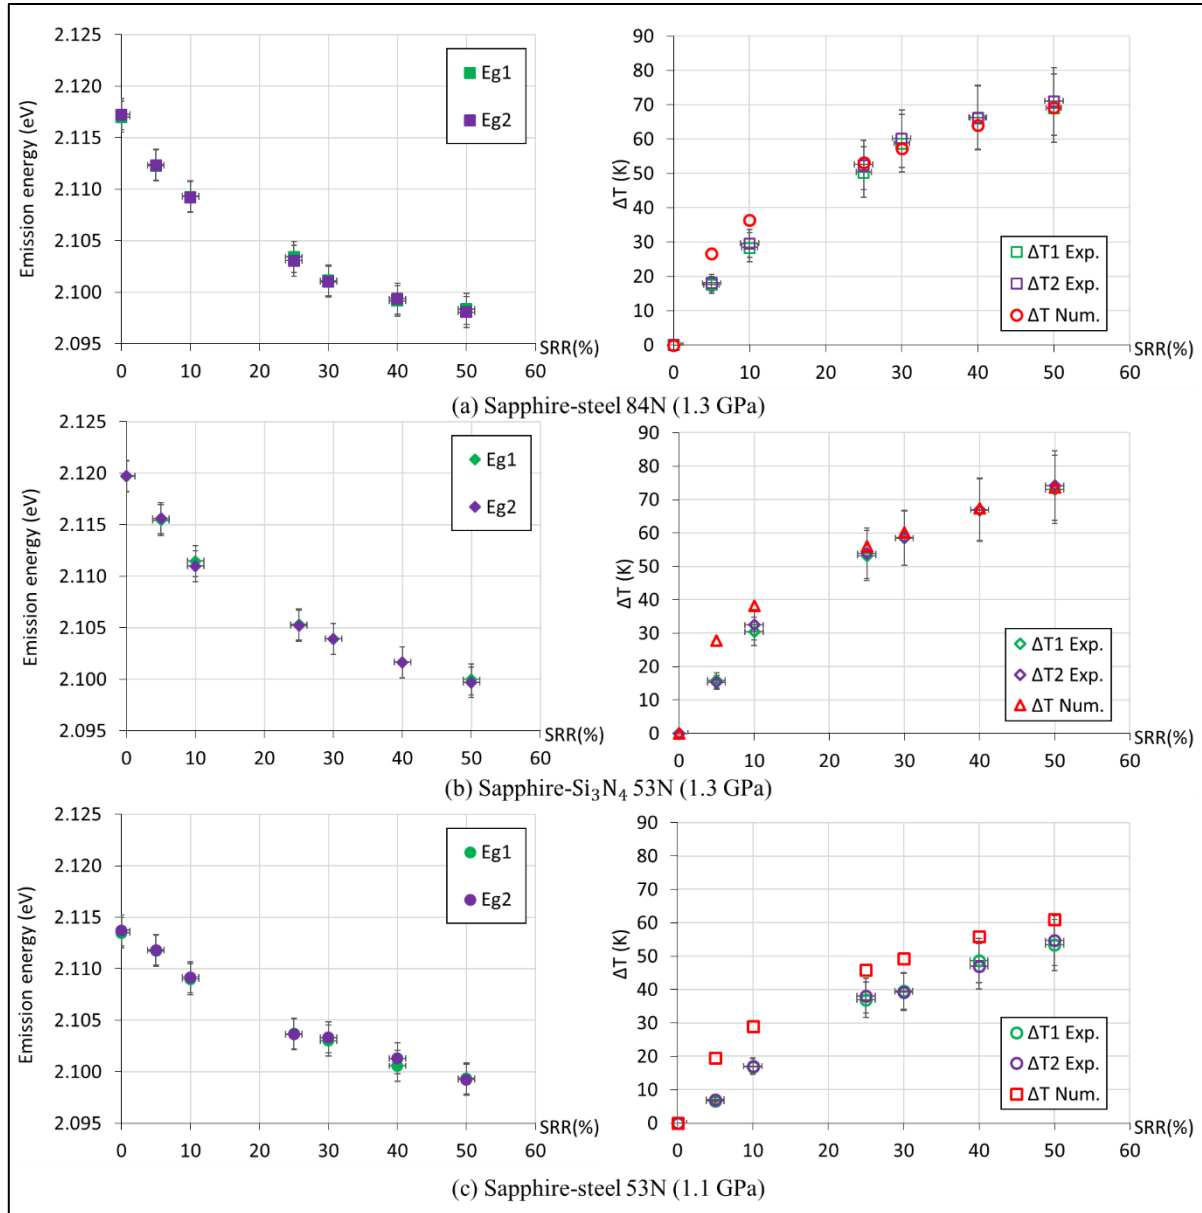 Emission energy (eV)
2.125
2.120
2.115
2.110
2.105
2.100
2.095
0 10 20 30 40 50 60
SRR(%)
Eg1
Eg2
ΔT (K)
90
80
70
60
50
40
30
20
10
0
0 10 20 30 40 50 60
SRR(%)
ΔT1 Exp.
ΔT2 Exp.
ΔT Num.
(a) Sapphire-steel 84N (1.3 GPa)
Emission energy (eV)
2.125
2.120
2.115
2.110
2.105
2.100
2.095
0 10 20 30 40 50 60
SRR(%)
Eg1
Eg2
ΔT (K)
90
80
70
60
50
40
30
20
10
0
0 10 20 30 40 50 60
SRR(%)
ΔT1 Exp.
ΔT2 Exp.
ΔT Num.
(b) Sapphire-Si₃N₄ 53N (1.3 GPa)
Emission energy (eV)
2.125
2.120
2.115
2.110
2.105
2.100
2.095
0 10 20 30 40 50 60
SRR(%)
Eg1
Eg2
ΔT (K)
90
80
70
60
50
40
30
20
10
0
0 10 20 30 40 50 60
SRR(%)
ΔT1 Exp.
ΔT2 Exp.
ΔT Num.
(c) Sapphire-steel 53N (1.1 GPa)